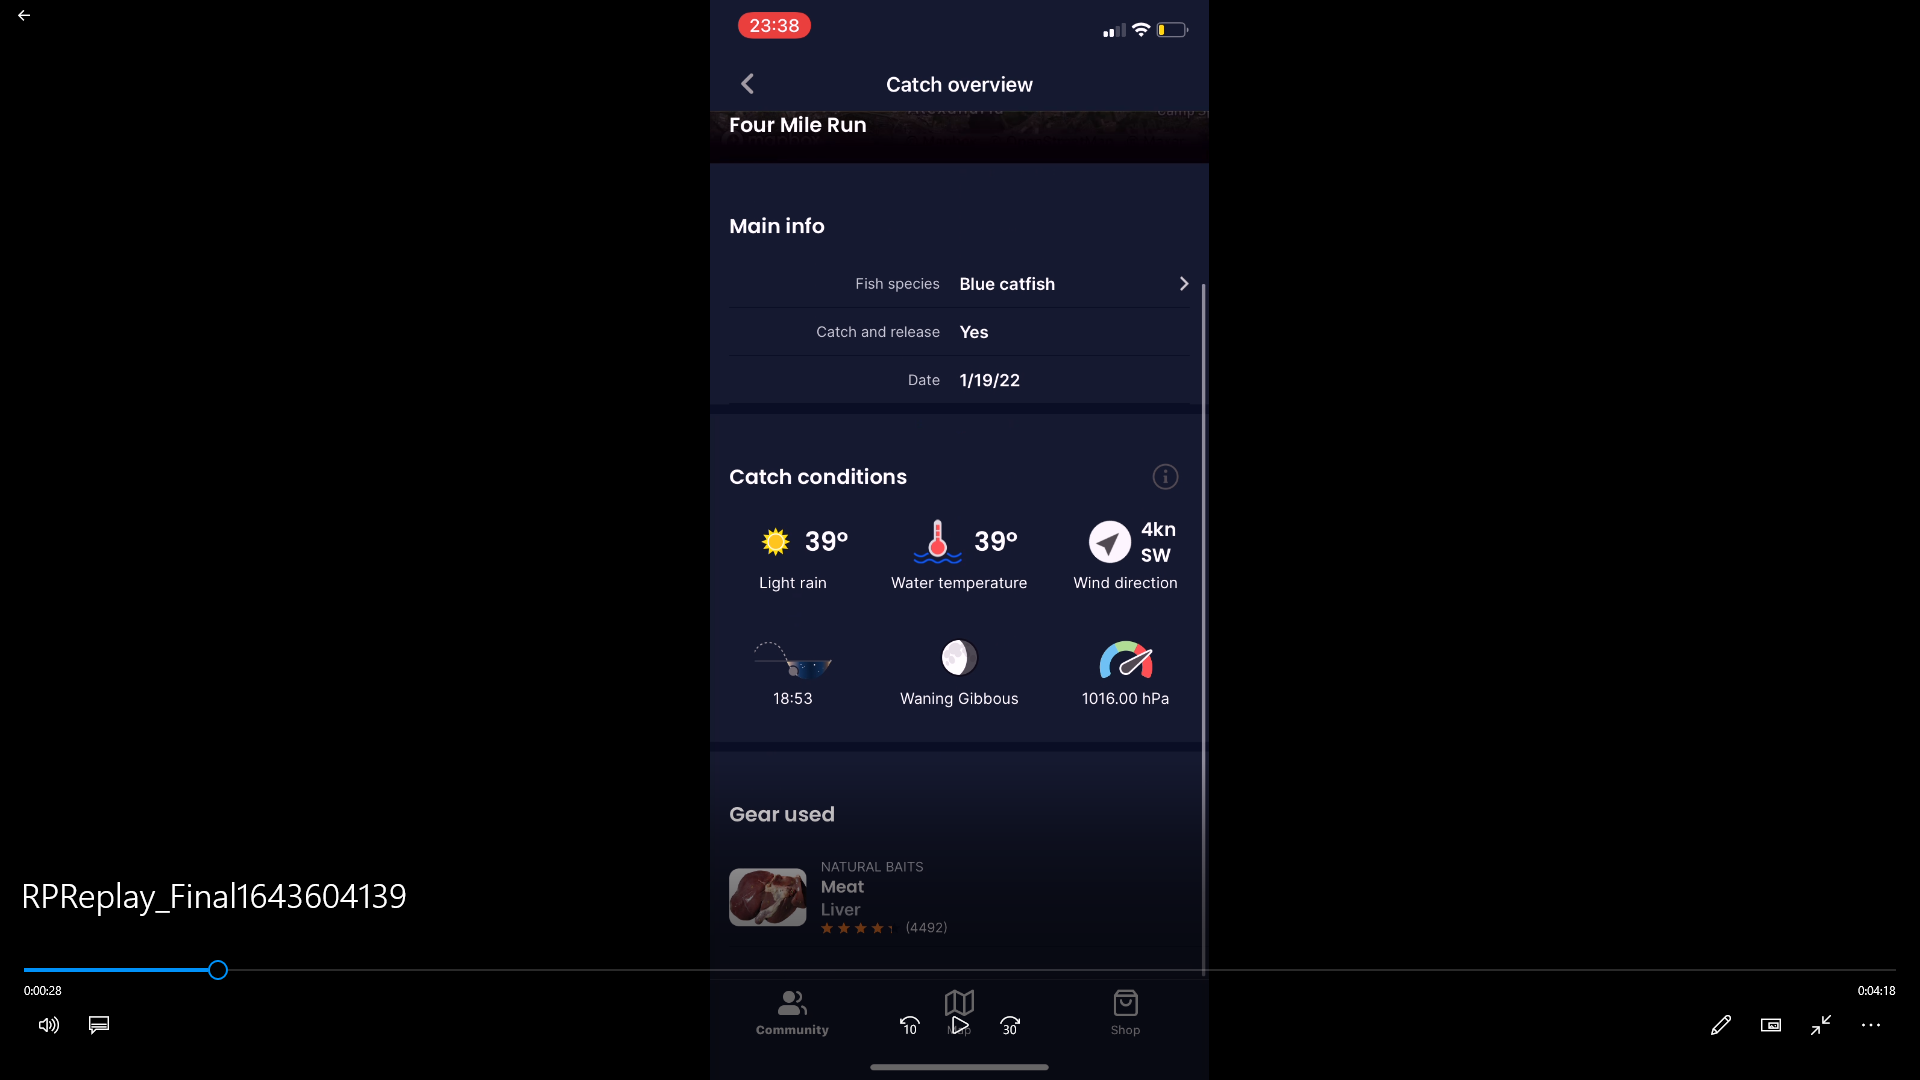 23:38
Catch overview
Four Mile Run
Main info
Fish species Blue catfish
Catch and release Yes
Date 1/19/22
Catch conditions
39° 39° 4kn
SW
Light rain Water temperature Wind direction
18:53 Waning Gibbous 1016.00 hPa
Gear used
NATURAL BAITS
Meat
Liver
(4492)
RPReplay_Final1643604139
0:00:28 0:04:18
10 30
Community Map Shop